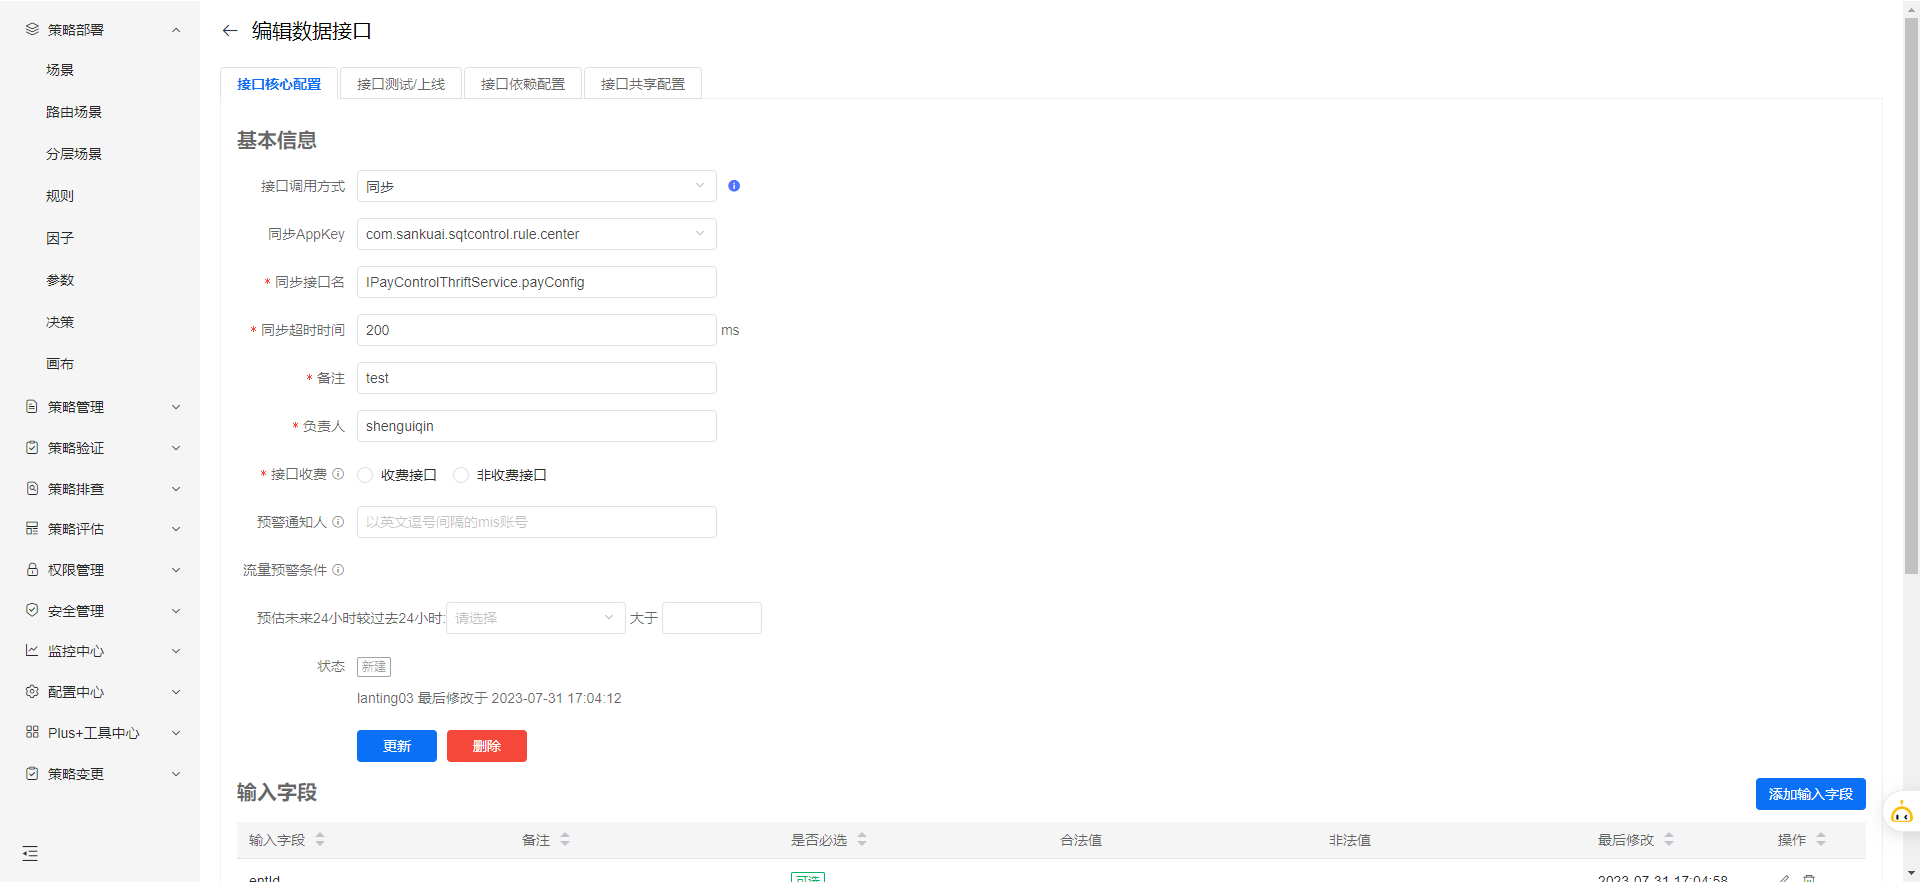 策略部署
场景
路由场景
分层场景
规则
因子
参数
决策
画布
策略管理
策略验证
策略排查
策略评估
权限管理
安全管理
监控中心
配置中心
Plus+工具中心
策略变更
编辑数据接口
接口核心配置 接口测试/上线 接口依赖配置 接口共享配置
基本信息
接口调用方式 同步
同步AppKey com.sankuai.sqtcontrol.rule.center
* 同步接口名 IPayControlThriftService.payConfig
* 同步超时时间 200 ms
* 备注 test
* 负责人 shenguiqin
* 接口收费 收费接口 非收费接口
预警通知人 以英文逗号间隔的mis账号
流量预警条件
预估未来24小时较过去24小时: 请选择 大于
状态 新建
lanting03 最后修改于 2023-07-31 17:04:12
更新 删除
输入字段 添加输入字段
输入字段 备注 是否必选 合法值 非法值 最后修改 操作
entId 可选 2023-07-31 17:04:58